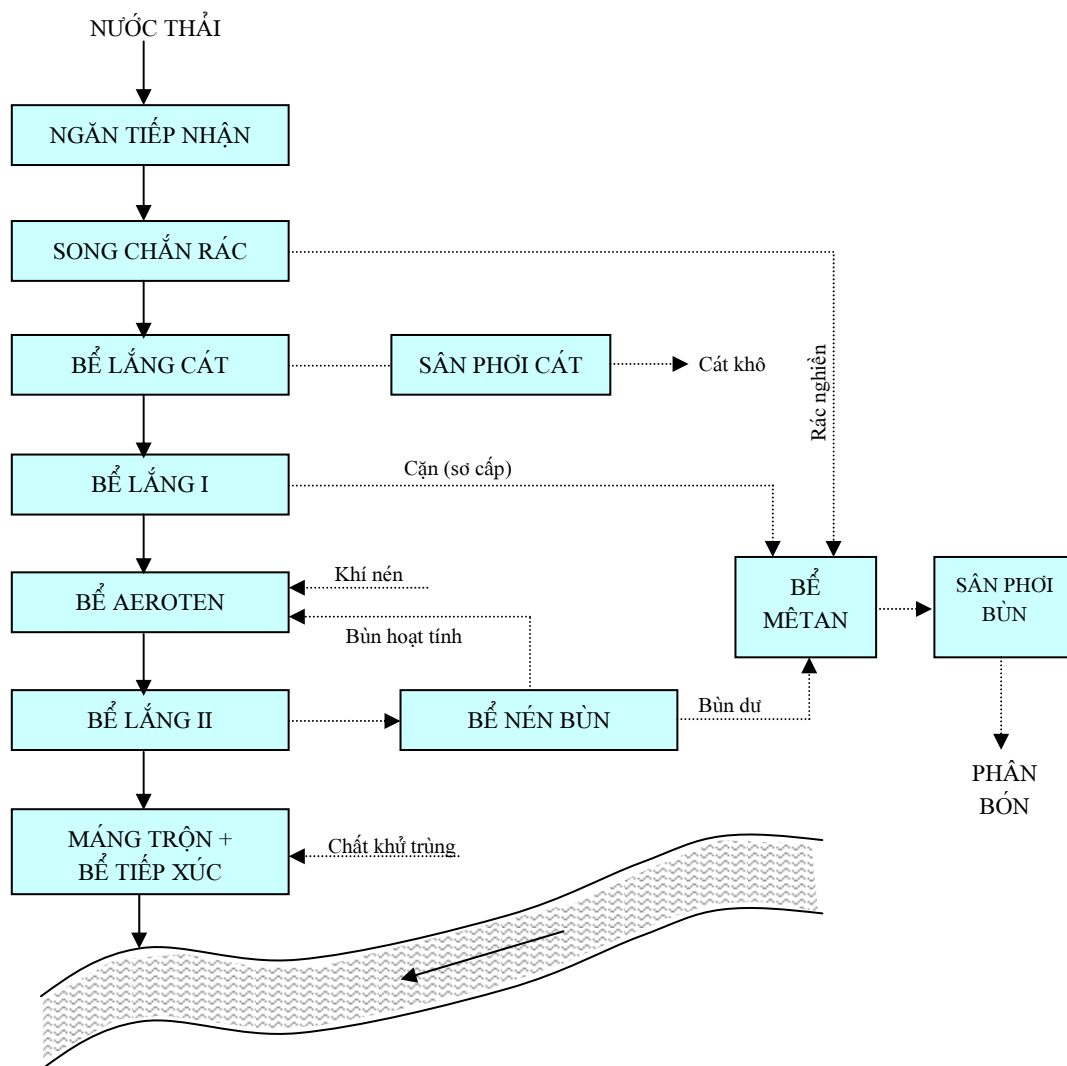 NƯỚC THẢI
NGĂN TIẾP NHẬN
SONG CHẮN RÁC
BỂ LẮNG CÁT
SÂN PHƠI CÁT
Cát khô
Rác nghiền
BỂ LẮNG I
Cặn (sơ cấp)
BỂ AEROTEN
Khí nén
Bùn hoạt tính
BỂ
MÊTAN
SÂN PHƠI
BÙN
BỂ LẮNG II
BỂ NÉN BÙN
Bùn dư
PHÂN
BÓN
MÁNG TRỘN +
BỂ TIẾP XÚC
Chất khử trùng